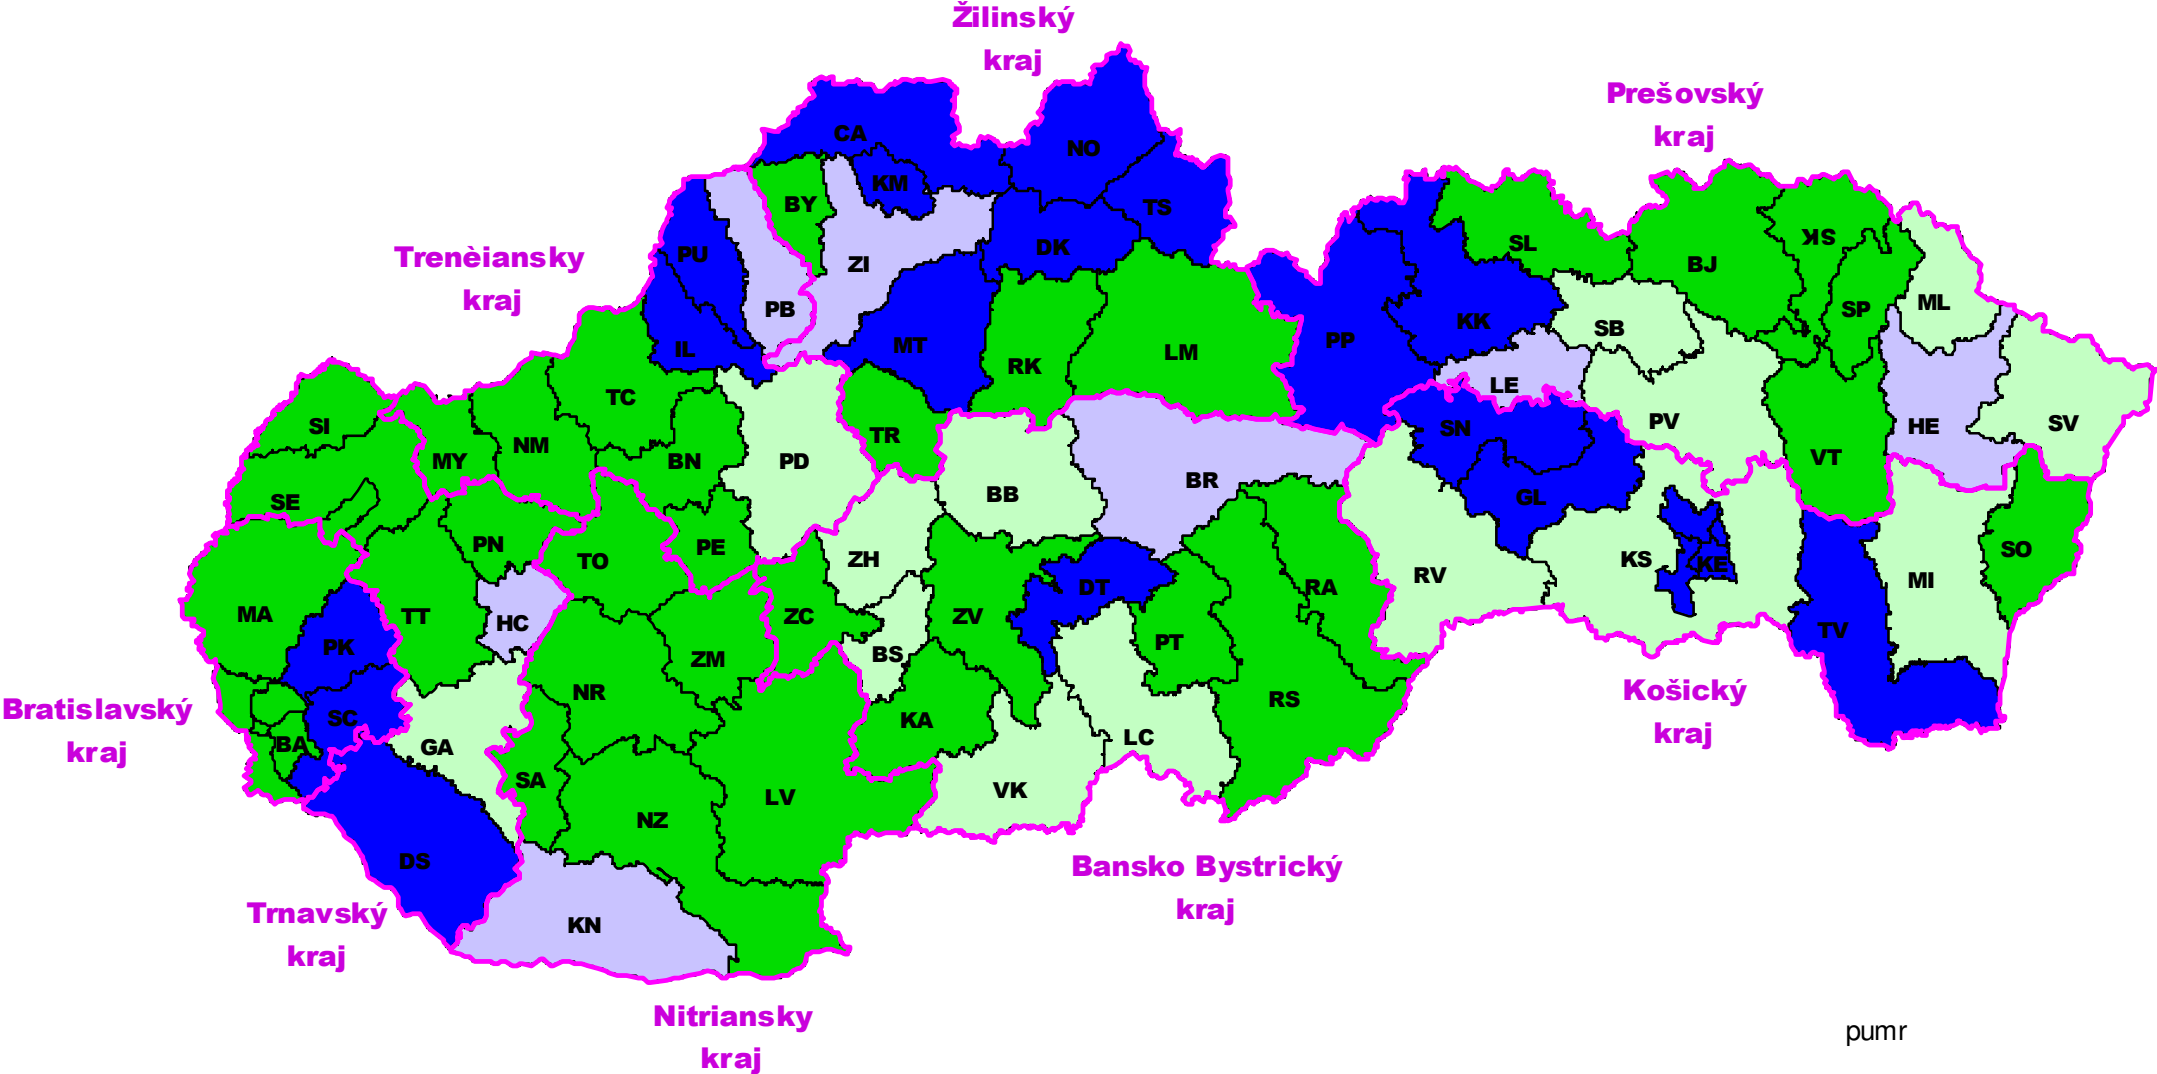 Žilinský
kraj
Prešovský
kraj
CA
NO
KM
BY
TS
SK
PU
DK
SL
Trenèiansky
kraj
ZI
BJ
ML
PB
SP
KK
SB
IL
MT
PP
RK
LM
LE
TC
SI
TR
SN
PV
HE
SV
MY
NM
BN
PD
VT
BR
SE
BB
GL
PN
PE
TO
ZH
KS
KE
SO
RV
MI
DT
RA
MA
TT
HC
ZC
ZV
PT
TV
PK
ZM
BS
NR
RS
Košický
kraj
Bratislavský
kraj
SC
KA
BA
GA
LC
SA
LV
VK
NZ
DS
Bansko Bystrický
kraj
Trnavský
kraj
KN
Nitriansky
kraj
pumr